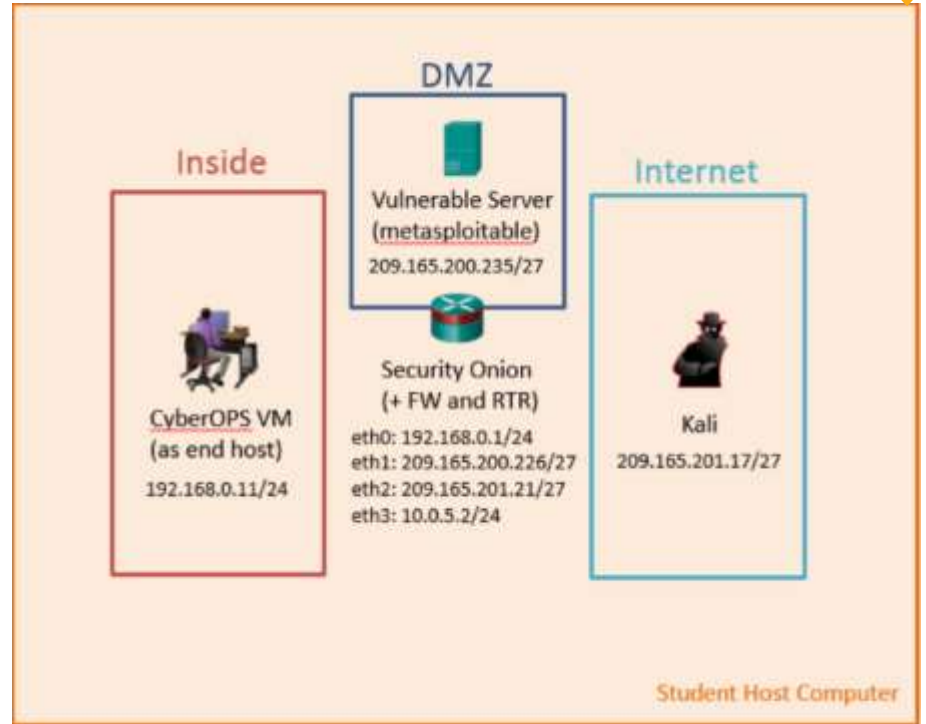 DMZ
Vulnerable Server
(metasploitable)
209.165.200.235/27
Inside
CyberOPS VM
(as end host)
192.168.0.11/24
Security Onion
(+ FW and RTR)
eth0: 192.168.0.1/24
eth1: 209.165.200.226/27
eth2: 209.165.201.21/27
eth3: 10.0.5.2/24
Internet
Kali
209.165.201.17/27
Student Host Computer